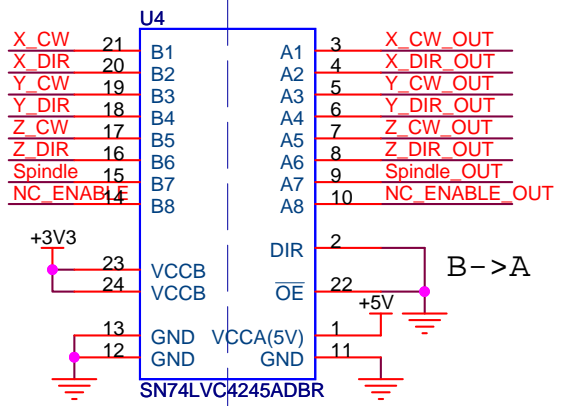 U4
X_CW 21 B1 A1 3 X_CW_OUT
X_DIR 20 B2 A2 4 X_DIR_OUT
Y_CW 19 B3 A3 5 Y_CW_OUT
Y_DIR 18 B4 A4 6 Y_DIR_OUT
Z_CW 17 B5 A5 7 Z_CW_OUT
Z_DIR 16 B6 A6 8 Z_DIR_OUT
Spindle 15 B7 A7 9 Spindle_OUT
NC_ENABLE 14 B8 A8 10 NC_ENABLE_OUT
+3V3 DIR 2
23 VCCB B->A
24 VCCB OE 22
+5V
13 GND VCCA(5V) 1
12 GND GND 11
SN74LVC4245ADBR